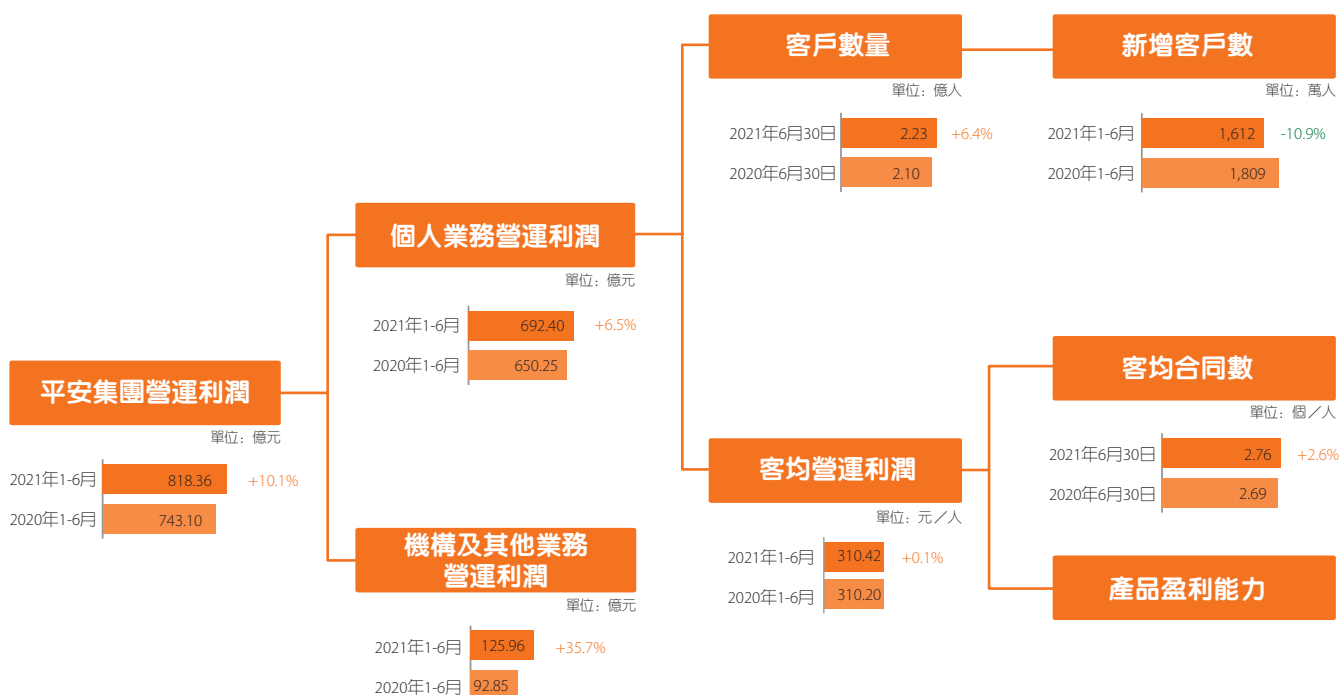 平安集團營運利潤
單位：億元
2021年1-6月 818.36 +10.1%
2020年1-6月 743.10
個人業務營運利潤
單位：億元
2021年1-6月 692.40 +6.5%
2020年1-6月 650.25
機構及其他業務
營運利潤
單位：億元
2021年1-6月 125.96 +35.7%
2020年1-6月 92.85
客戶數量
單位：億人
2021年6月30日 2.23 +6.4%
2020年6月30日 2.10
新增客戶數
單位：萬人
2021年1-6月 1,612 -10.9%
2020年1-6月 1,809
客均營運利潤
單位：元／人
2021年1-6月 310.42 +0.1%
2020年1-6月 310.20
客均合同數
單位：個／人
2021年6月30日 2.76 +2.6%
2020年6月30日 2.69
產品盈利能力